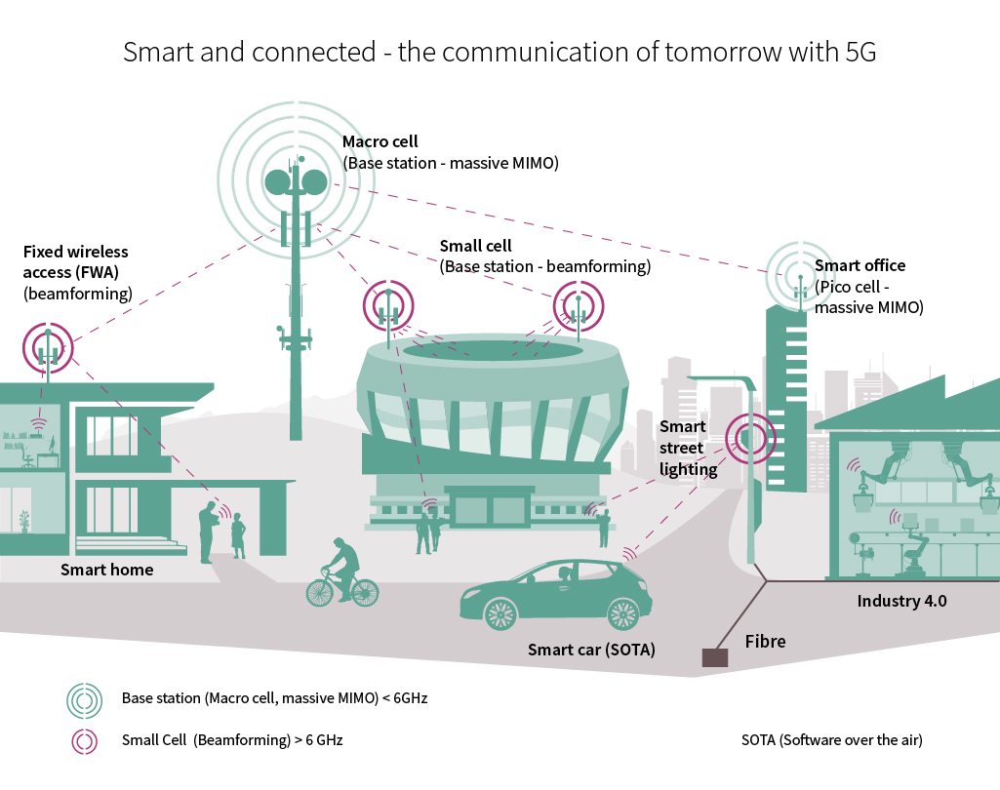 Smart and connected - the communication of tomorrow with 5G
Macro cell
(Base station - massive MIMO)
Fixed wireless
access (FWA)
(beamforming)
Small cell
(Base station - beamforming)
Smart office
(Pico cell -
massive MIMO)
Smart
street
lighting
Smart home
Industry 4.0
Smart car (SOTA)
Fibre
Base station (Macro cell, massive MIMO) < 6GHz
Small Cell (Beamforming) > 6 GHz
SOTA (Software over the air)